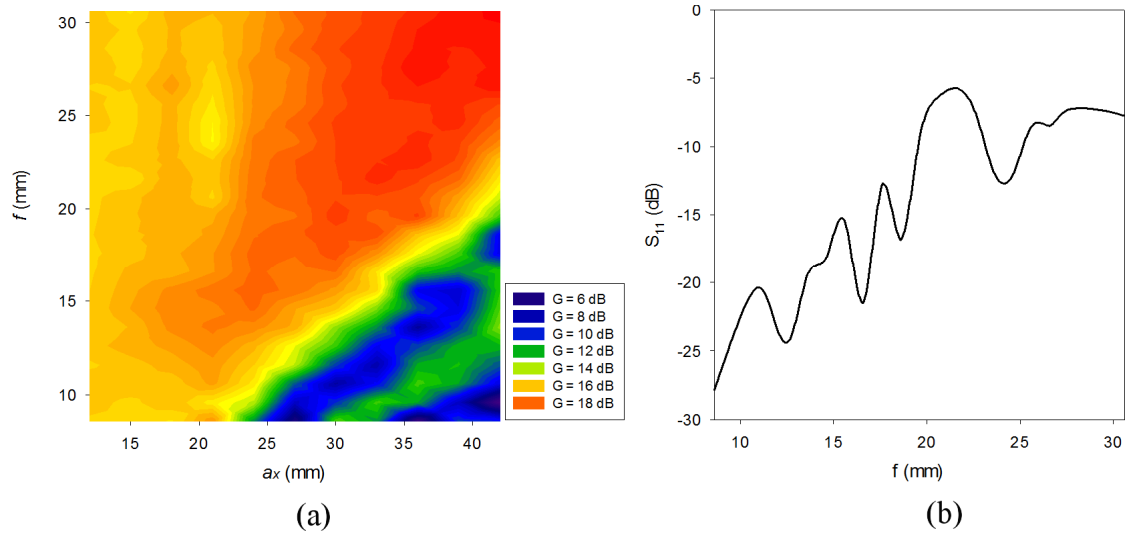 30
25
20
15
10
f (mm)
15 20 25 30 35 40
aₓ (mm)
G = 6 dB
G = 8 dB
G = 10 dB
G = 12 dB
G = 14 dB
G = 16 dB
G = 18 dB
(a)
0
-5
-10
-15
-20
-25
-30
S₁₁ (dB)
10 15 20 25 30
f (mm)
(b)